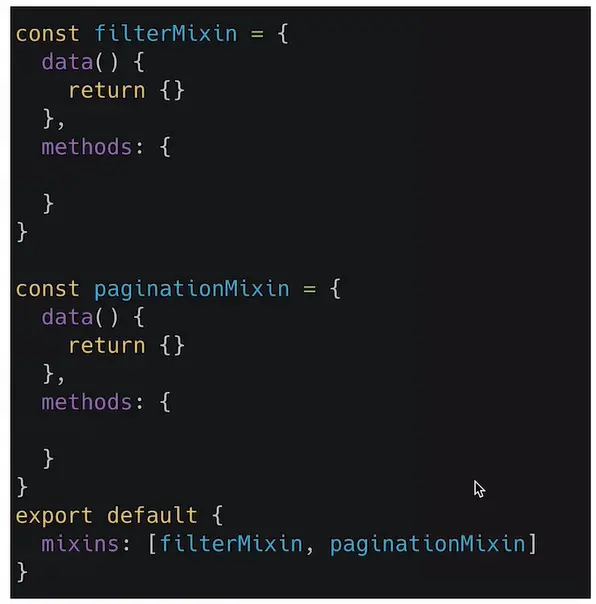 const filterMixin = {
  data() {
    return {}
  },
  methods: {

  }
}

const paginationMixin = {
  data() {
    return {}
  },
  methods: {

  }
}
export default {
  mixins: [filterMixin, paginationMixin]
}